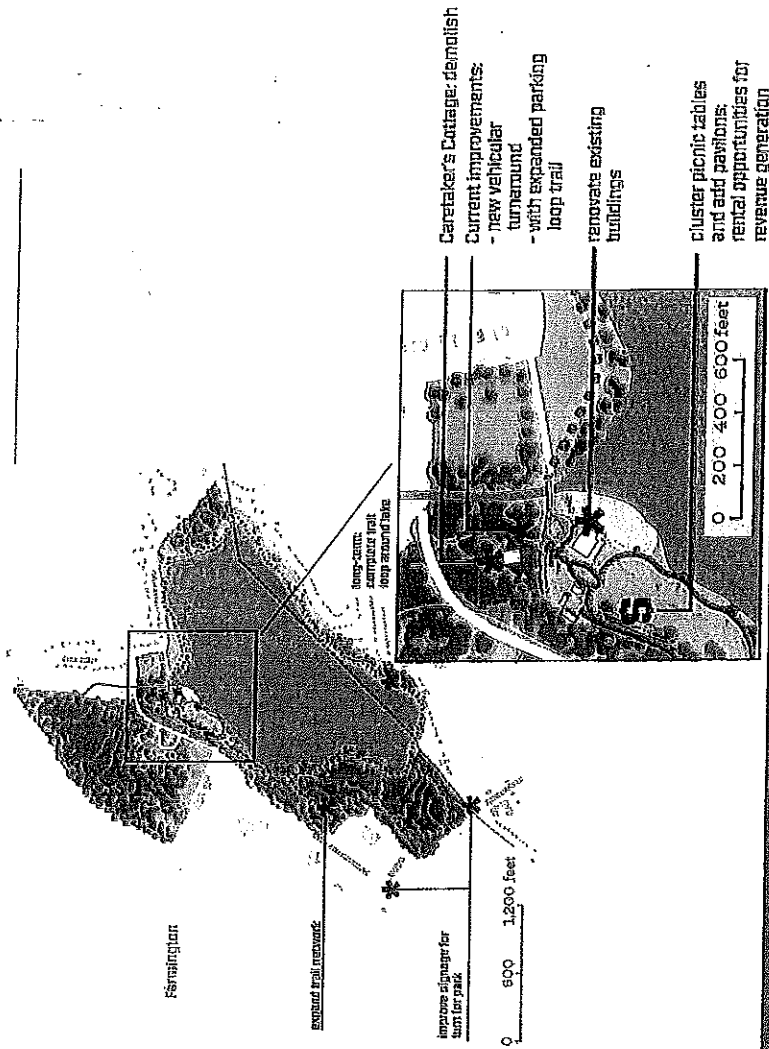 Farmington
expand trail network
improve signage for
turn for park
0 600 1,200 feet
long-term:
complete trail
loop around lake
Caretaker's Cottage: demolish
Current improvements:
- new vehicular
turnaround
- with expanded parking
loop trail
renovate existing
buildings
cluster picnic tables
and add pavilons:
rental opportunities for
revenue generation
S
0 200 400 600 feet